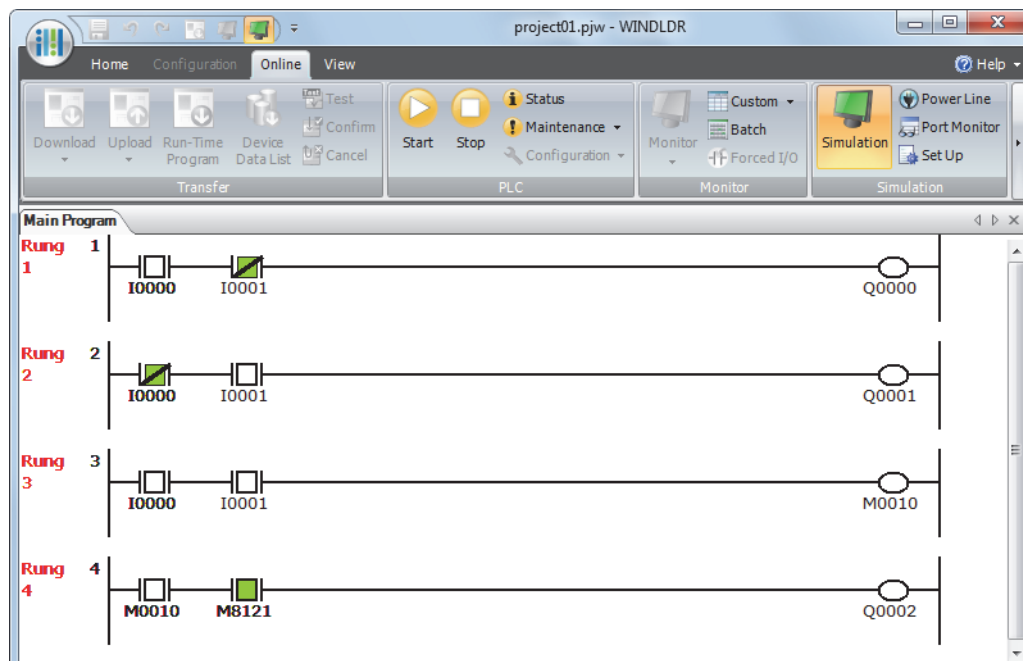 project01.pjw - WINDLDR
Home Configuration Online View Help
Download Upload Run-Time Program Device Data List Test Confirm Cancel
Transfer
Start Stop Status Maintenance Configuration
PLC
Monitor Custom Batch Forced I/O
Monitor
Simulation Power Line Port Monitor Set Up
Simulation
Main Program
Rung 1
1
I0000 I0001 Q0000
Rung 2
2
I0000 I0001 Q0001
Rung 3
3
I0000 I0001 M0010
Rung 4
4
M0010 M8121 Q0002